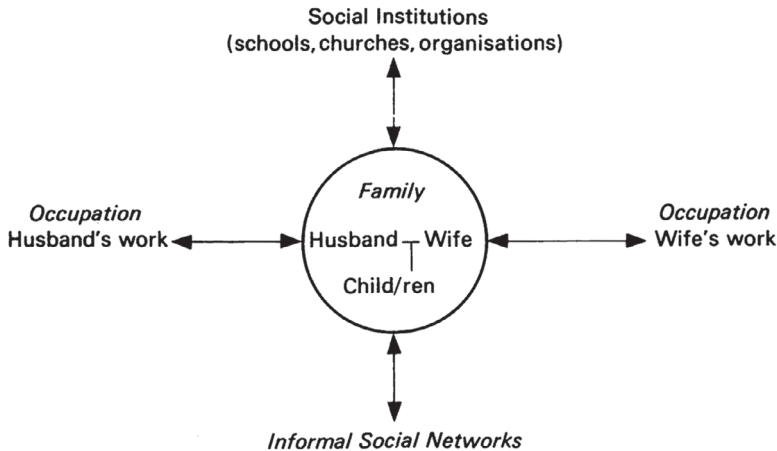 Social Institutions
(schools, churches, organisations)
Family
Occupation
Husband's work
Husband Wife
Child/ren
Occupation
Wife's work
Informal Social Networks